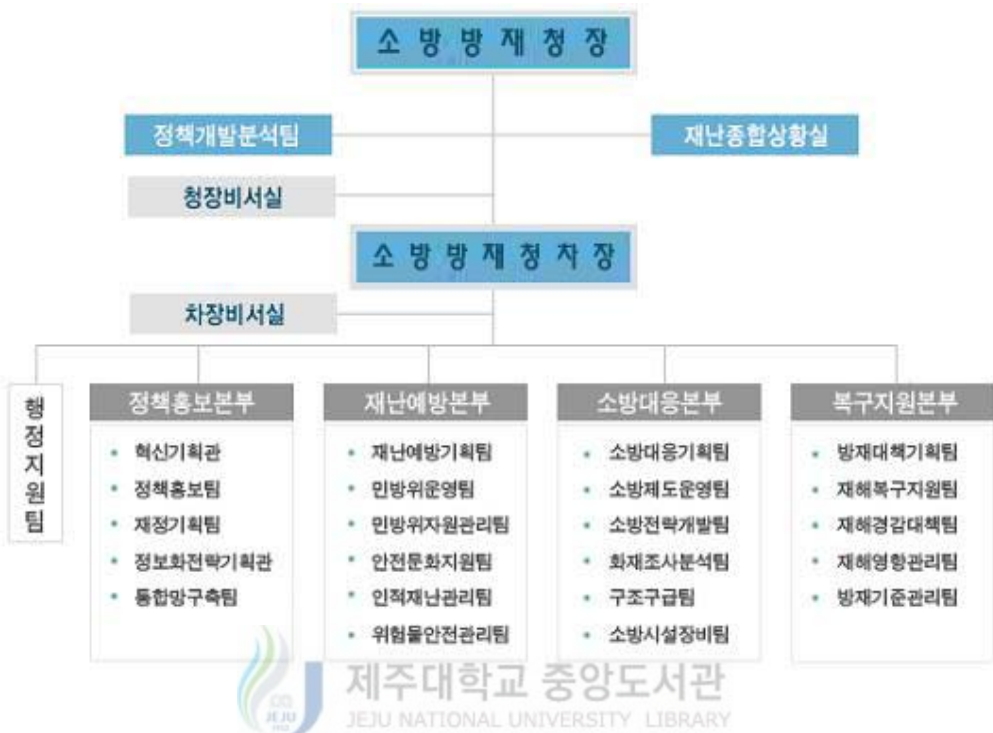 소방방재청장
정책개발분석팀
재난종합상황실
청장비서실
소방방재청차장
차장비서실
행정지원팀
정책홍보본부
• 혁신기획관
• 정책홍보팀
• 재정기획팀
• 정보화전략기획관
• 통합망구축팀
재난예방본부
• 재난예방기획팀
• 민방위운영팀
• 민방위자원관리팀
• 안전문화지원팀
• 인적재난관리팀
• 위험물안전관리팀
소방대응본부
• 소방대응기획팀
• 소방제도운영팀
• 소방전략개발팀
• 화재조사분석팀
• 구조구급팀
• 소방시설장비팀
복구지원본부
• 방재대책기획팀
• 재해복구지원팀
• 재해경감대책팀
• 재해영향관리팀
• 방재기준관리팀
JEJU
1952
제주대학교 중앙도서관
JEJU NATIONAL UNIVERSITY LIBRARY